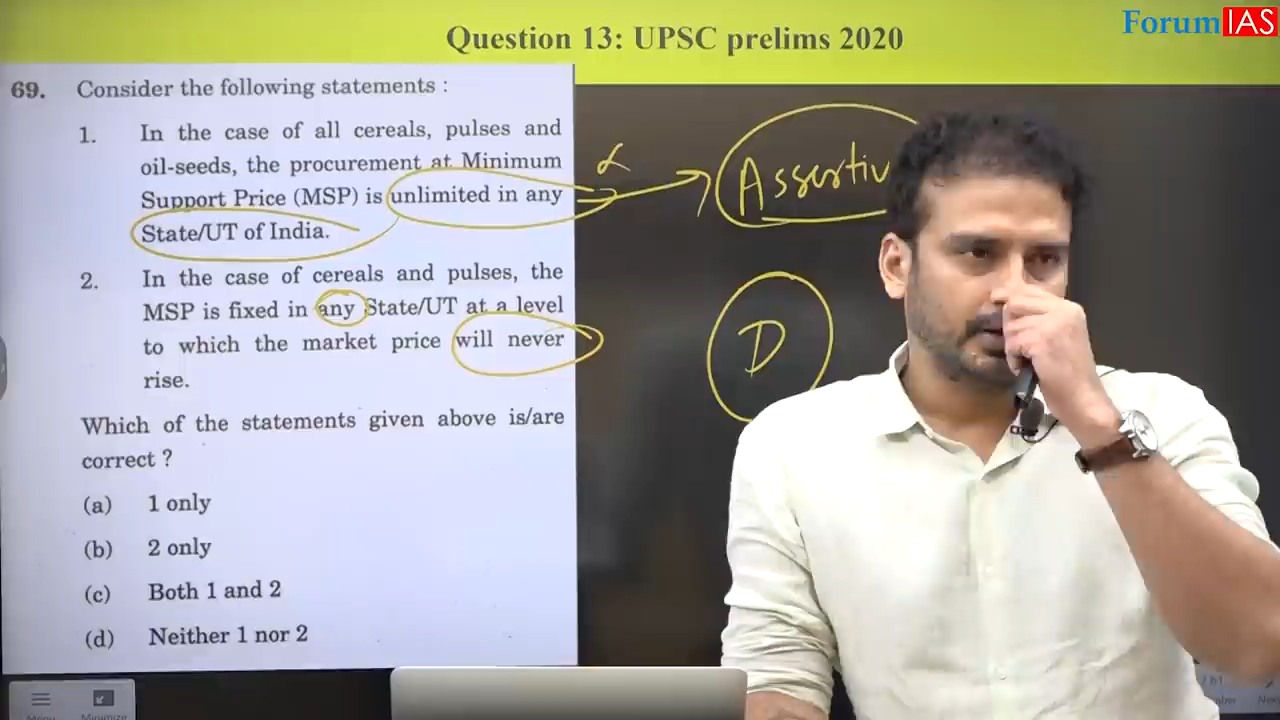 Question 13: UPSC prelims 2020
ForumIAS
69. Consider the following statements :
1. In the case of all cereals, pulses and
oil-seeds, the procurement at Minimum
Support Price (MSP) is unlimited in any
State/UT of India.
2. In the case of cereals and pulses, the
MSP is fixed in any State/UT at a level
to which the market price will never
rise.
Which of the statements given above is/are
correct ?
(a) 1 only
(b) 2 only
(c) Both 1 and 2
(d) Neither 1 nor 2
Assertiv
D
Menu
Minimize